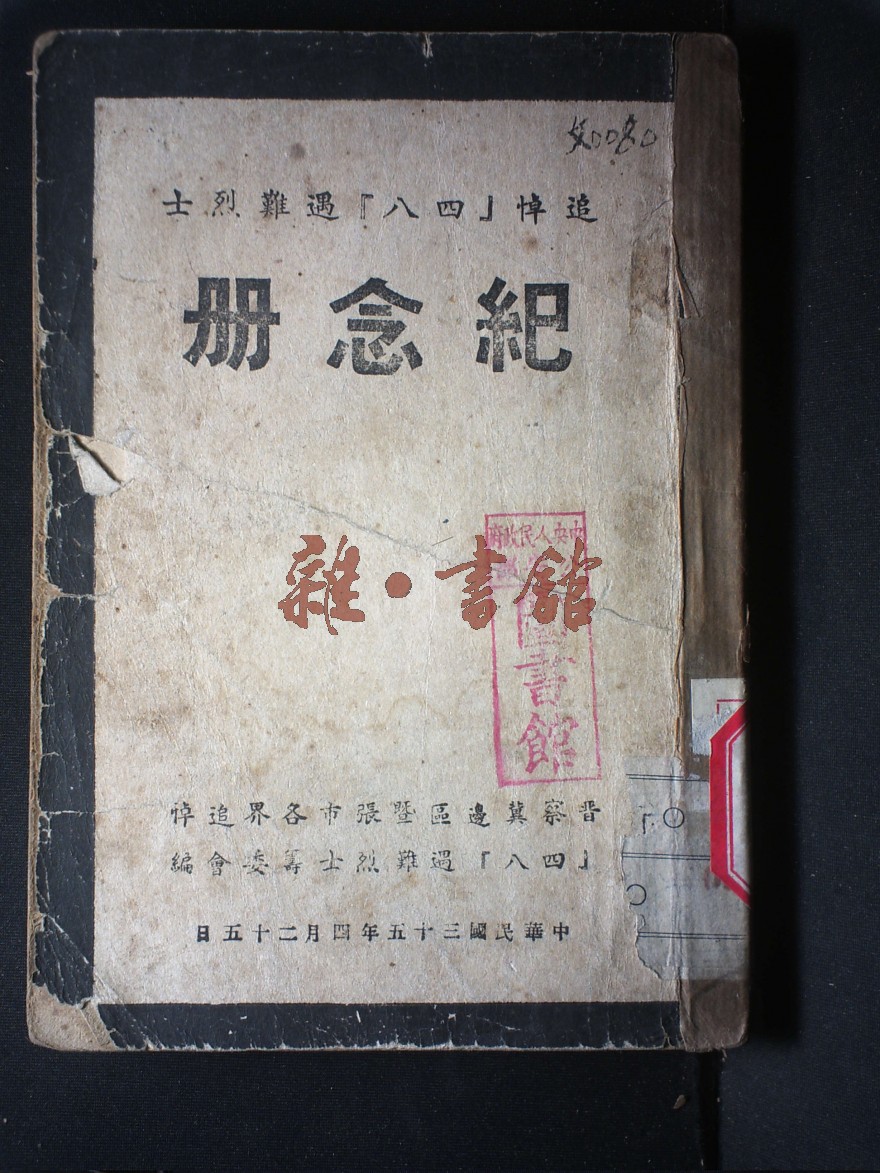 追悼「四八」遇難烈士
紀念册
中央人民政府
圖書館
雜·書館
晋察冀邊區暨張市各界追悼
「四八」遇難烈士籌委會編
中華民國三十五年四月二十五日